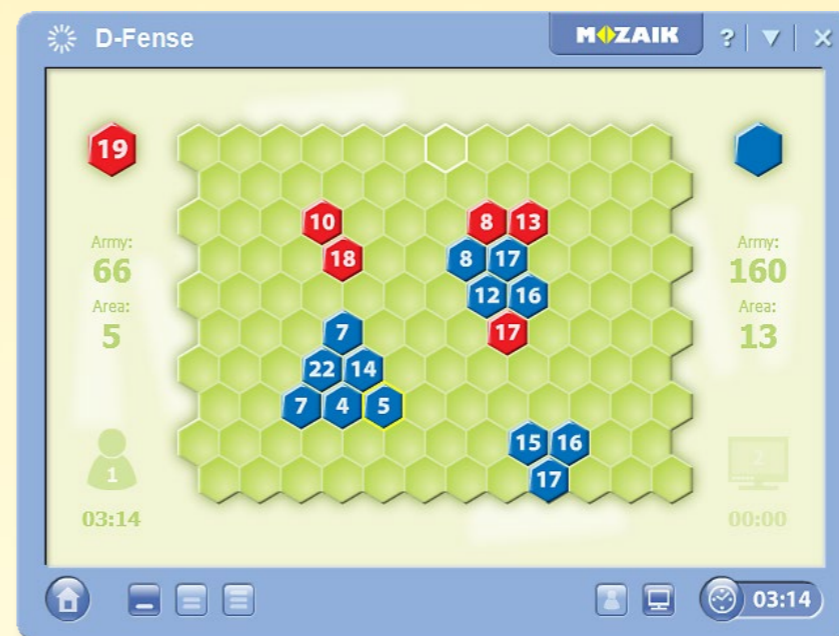 D-Fense
MOZAIK ? ▼ ×
19
10 8 13
Army: 18 8 17 Army:
66 160
Area: 12 16 Area:
5 7 17 13
22 14
7 4 5
1 15 16 2
17
03:14 00:00
03:14